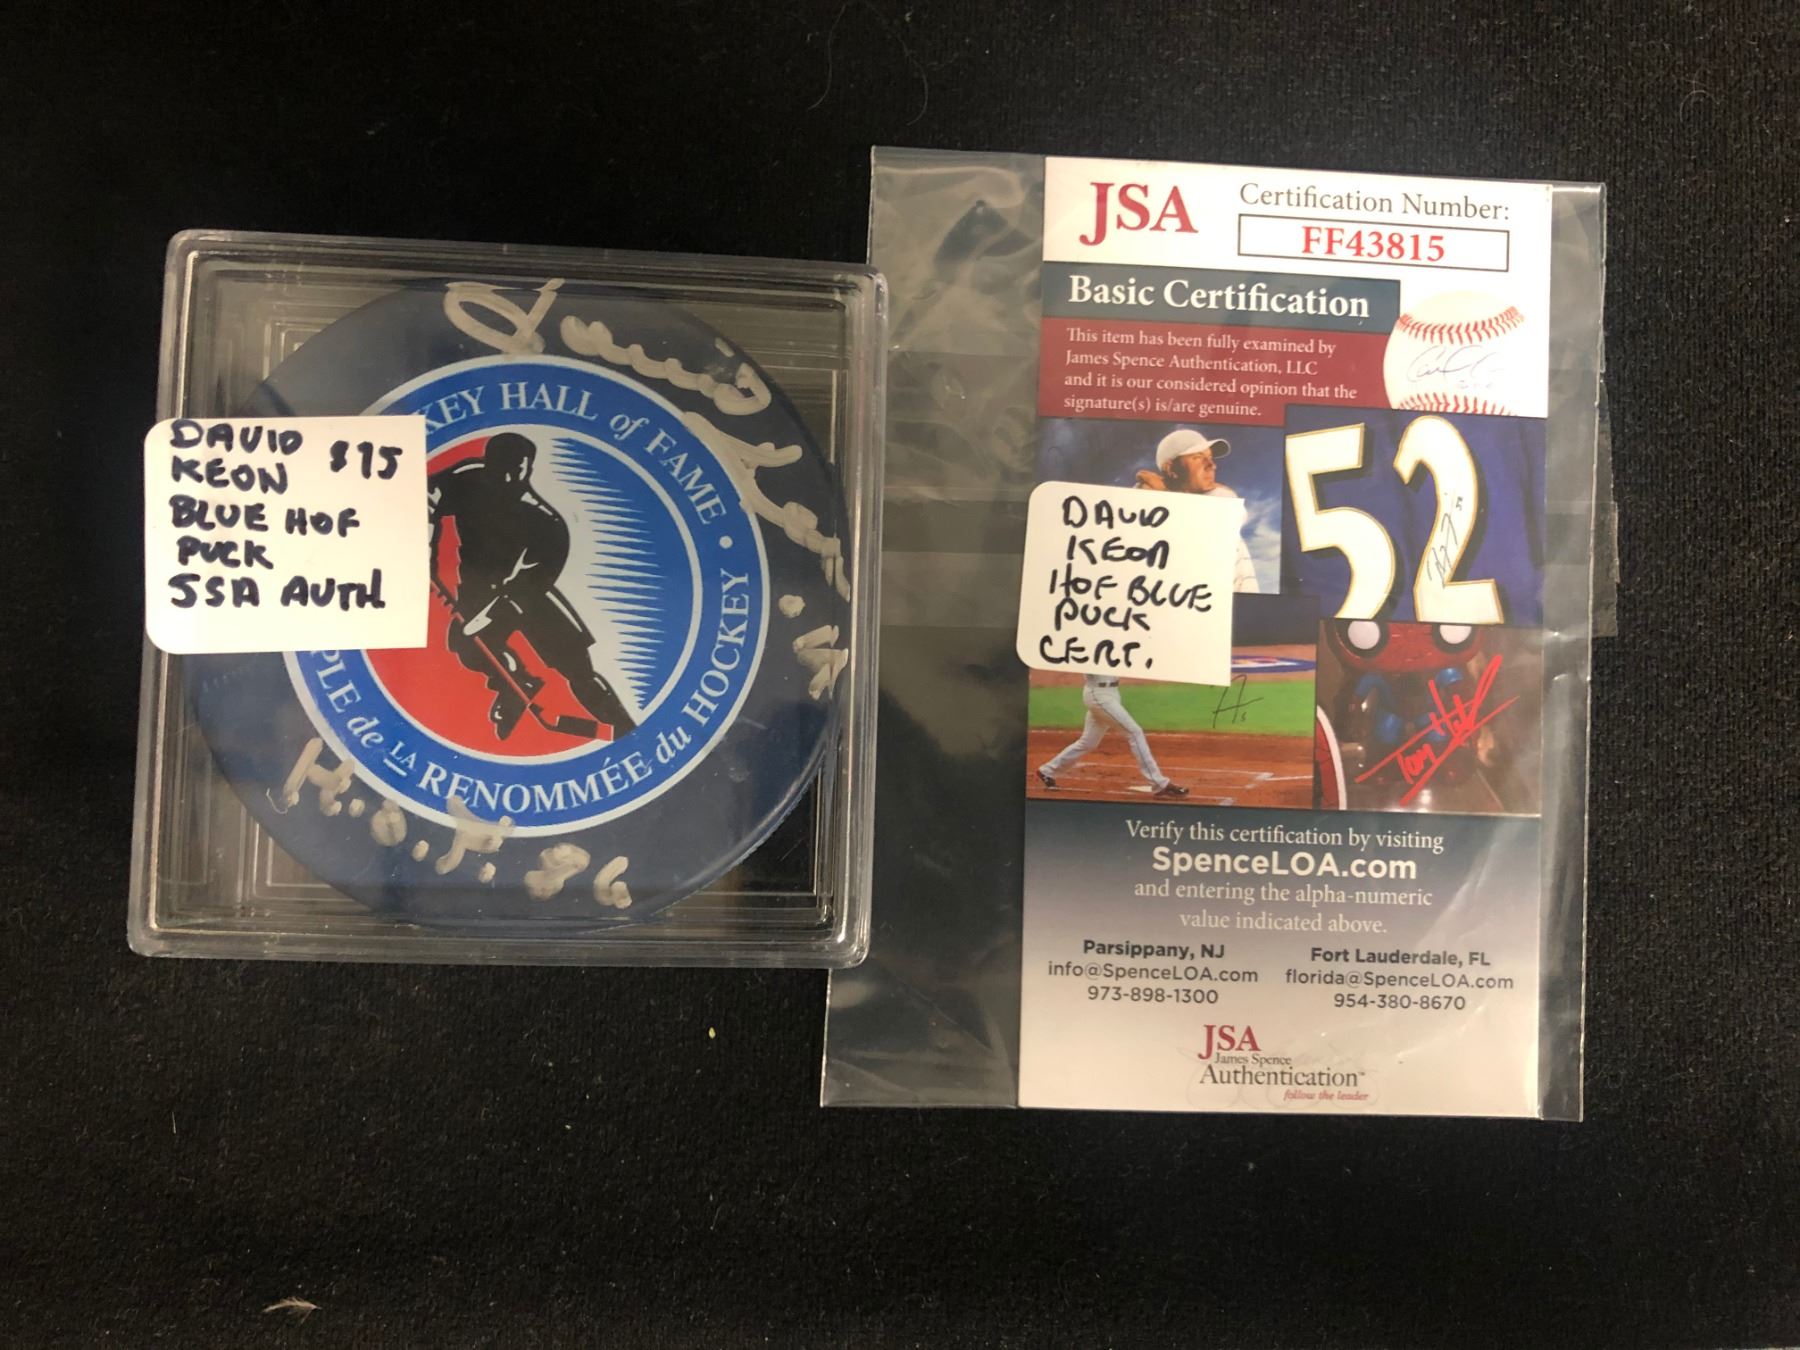 DAVID $75
KEON
BLUE HOF
PUCK
JSA AUTH
KEY HALL of FAME • PLE de LA RENOMMÉE du HOCKEY
David Keon
H.O.F. 86
JSA
Certification Number:
FF43815
Basic Certification
This item has been fully examined by
James Spence Authentication, LLC
and it is our considered opinion that the
signature(s) is/are genuine.
52
DAVID
KEON
HOF BLUE
PUCK
CERT.
Verify this certification by visiting
SpenceLOA.com
and entering the alpha-numeric
value indicated above.
Parsippany, NJ
info@SpenceLOA.com
973-898-1300
Fort Lauderdale, FL
florida@SpenceLOA.com
954-380-8670
JSA
James Spence
Authentication™
follow the leader